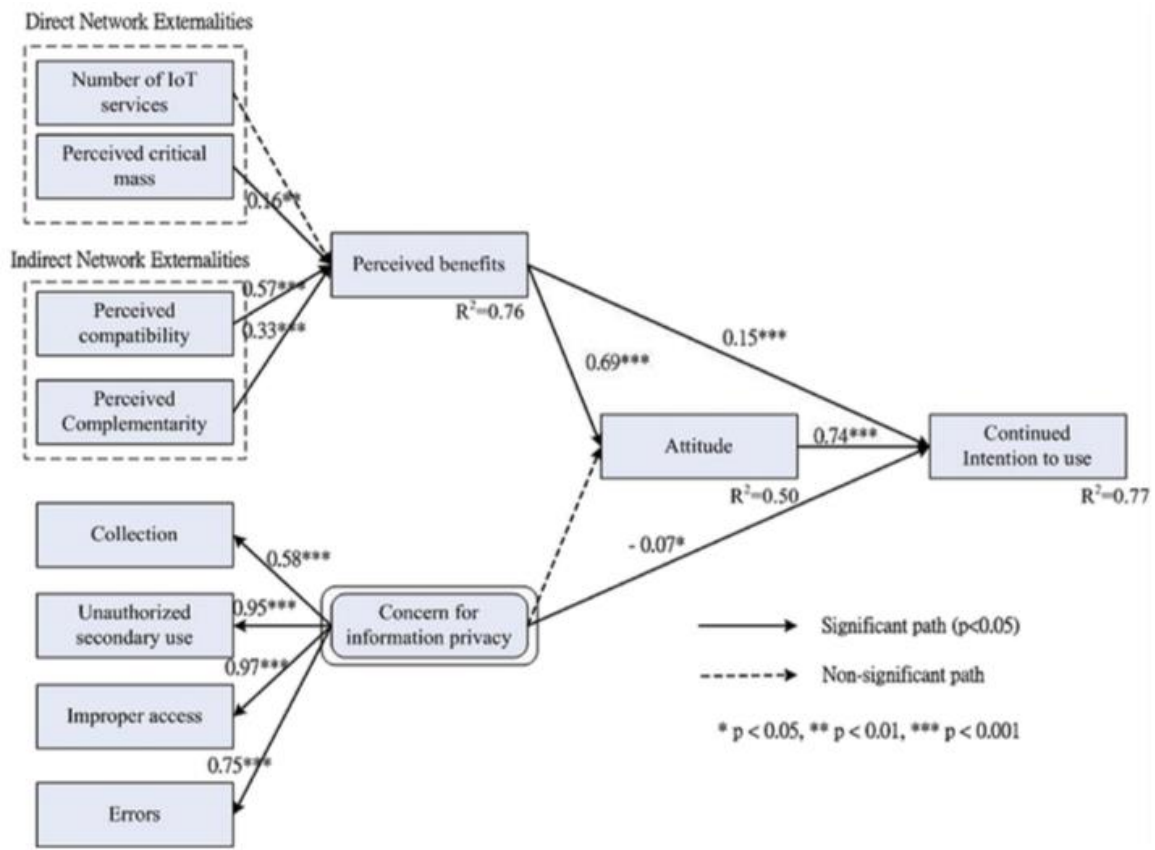 Direct Network Externalities
Number of IoT
services
Perceived critical
mass
0.16**
Indirect Network Externalities
0.57***
Perceived
compatibility
0.33***
Perceived
Complementarity
Perceived benefits
R²=0.76
0.15***
0.69***
Attitude
0.74***
Continued
Intention to use
R²=0.50
R²=0.77
Collection
0.58***
- 0.07*
Unauthorized
secondary use
0.95***
Concern for
information privacy
0.97***
Improper access
0.75***
Errors
Significant path (p<0.05)
Non-significant path
* p < 0.05, ** p < 0.01, *** p < 0.001